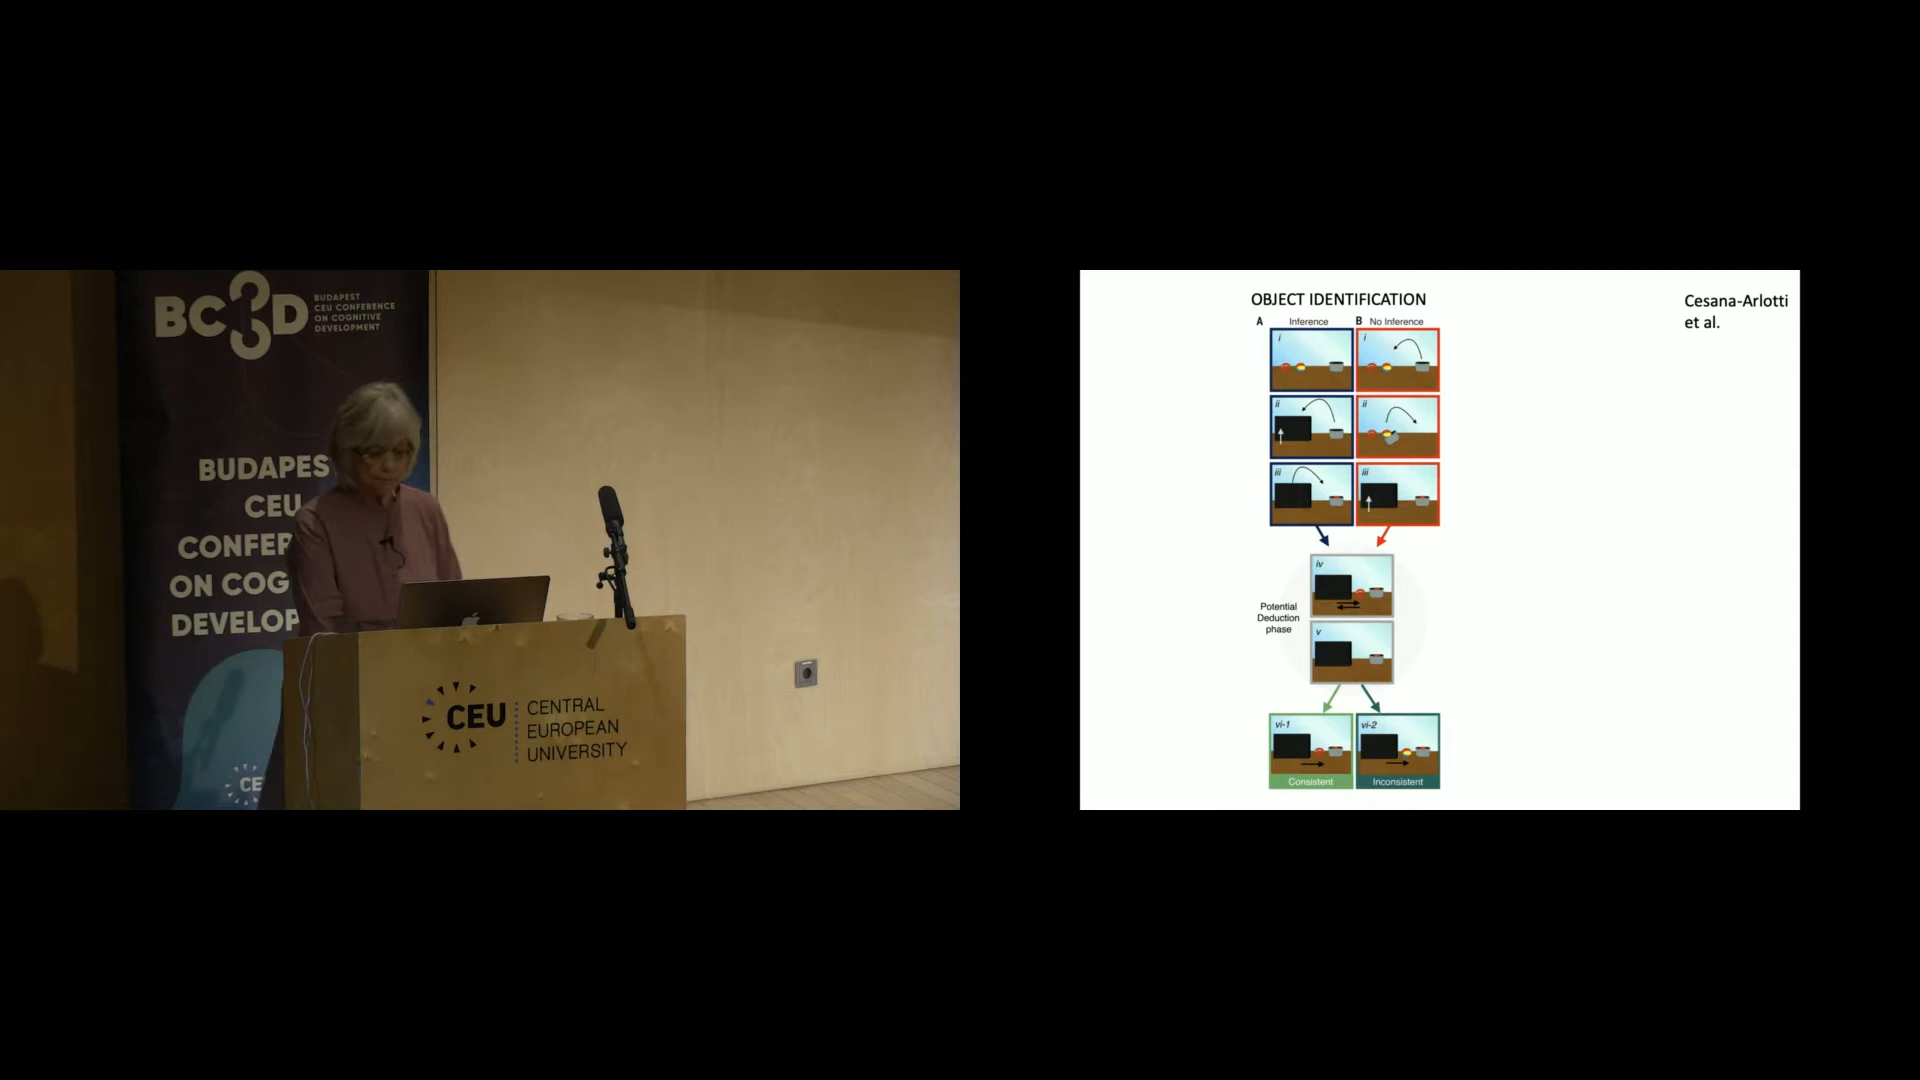 BC3D
BUDAPEST
CEU CONFERENCE
ON COGNITIVE
DEVELOPMENT
BUDAPES
CEU
CONFER
ON COG
DEVELOP
CE
CEU
CENTRAL
EUROPEAN
UNIVERSITY
OBJECT IDENTIFICATION
Cesana-Arlotti
et al.
A Inference B No Inference
i i
ii ii
iii iii
iv
Potential
Deduction
phase
v
vi-1 vi-2
Consistent Inconsistent